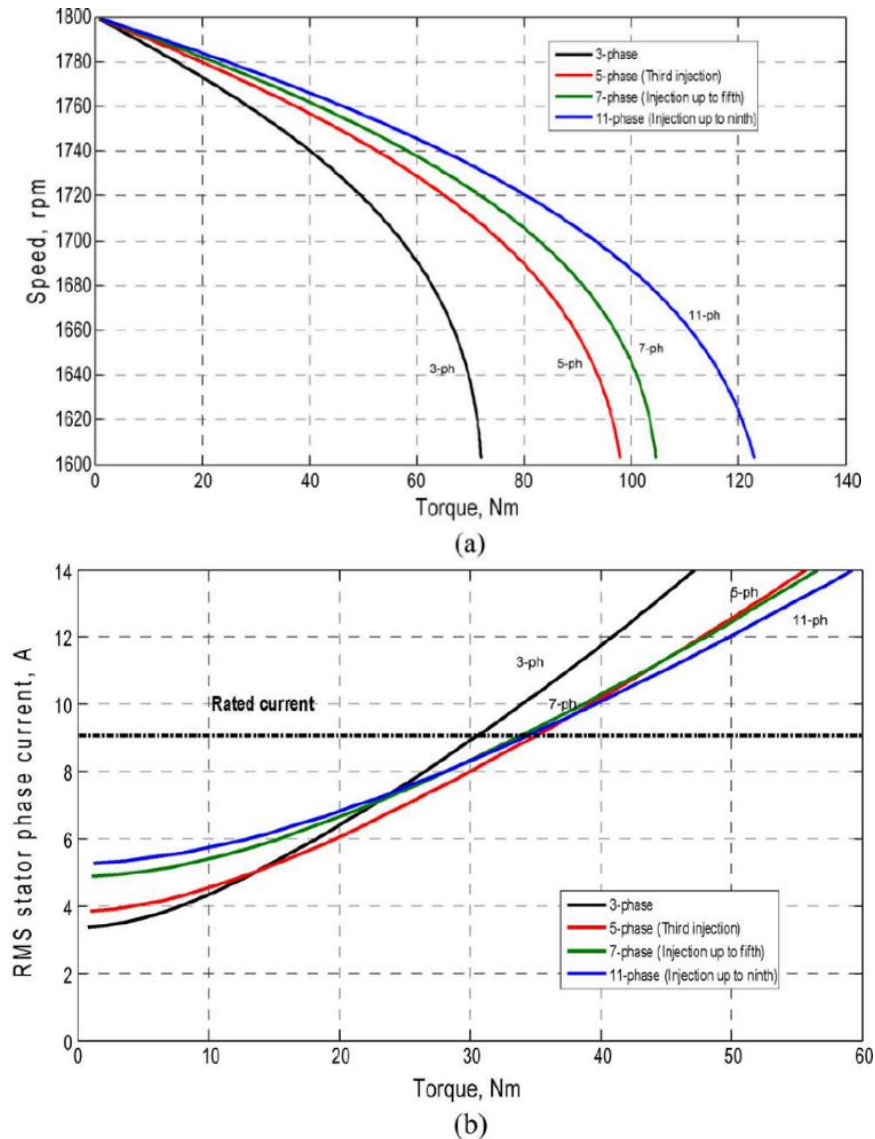 1800
1780
1760
1740
1720
1700
1680
1660
1640
1620
1600
Speed, rpm
3-phase
5-phase (Third injection)
7-phase (Injection up to fifth)
11-phase (Injection up to ninth)
3-ph
5-ph
7-ph
11-ph
0 20 40 60 80 100 120 140
Torque, Nm
(a)
14
12
10
8
6
4
2
0
RMS stator phase current, A
5-ph
11-ph
3-ph
Rated current
7-ph
3-phase
5-phase (Third injection)
7-phase (Injection up to fifth)
11-phase (Injection up to ninth)
0 10 20 30 40 50 60
Torque, Nm
(b)